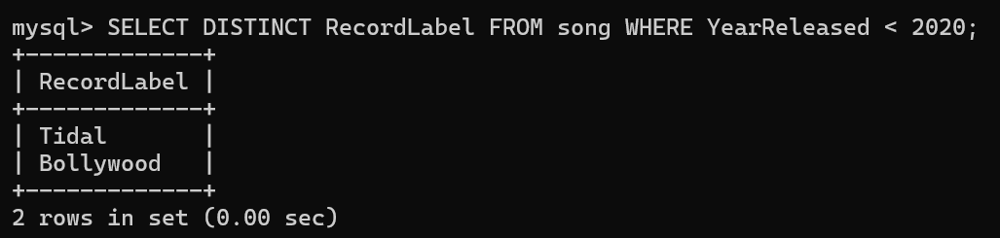 mysql> SELECT DISTINCT RecordLabel FROM song WHERE YearReleased < 2020;
+-------------+
| RecordLabel |
+-------------+
| Tidal       |
| Bollywood   |
+-------------+
2 rows in set (0.00 sec)